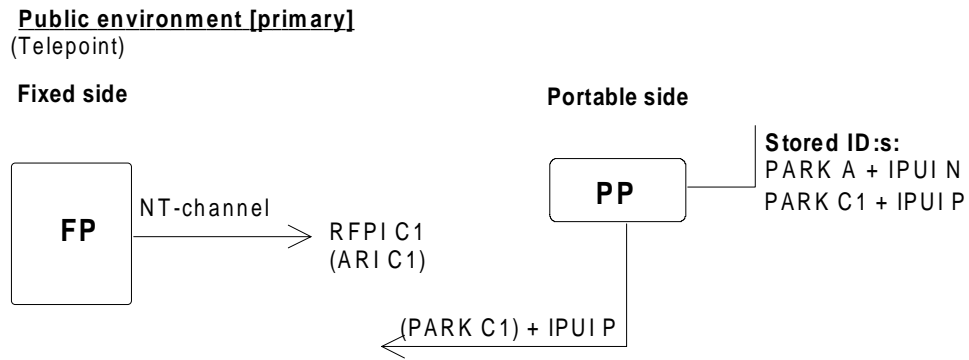 Public environment [primary]
(Telepoint)
Fixed side
Portable side
Stored ID:s:
PARK A + IPUI N
PARK C1 + IPUI P
FP
NT-channel
RFPI C1
(ARI C1)
PP
(PARK C1) + IPUI P